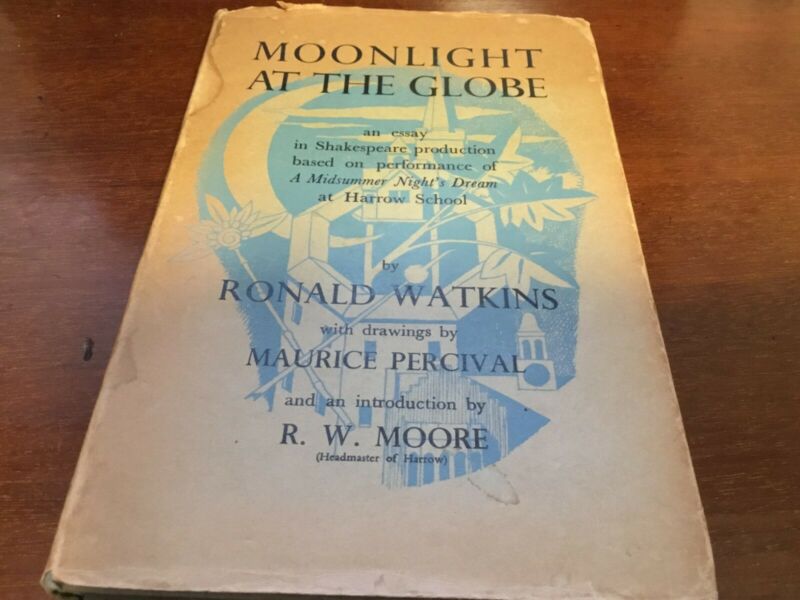 MOONLIGHT
AT THE GLOBE
an essay
in Shakespeare production
based on performance of
A Midsummer Night's Dream
at Harrow School
by
RONALD WATKINS
with drawings by
MAURICE PERCIVAL
and an introduction by
R. W. MOORE
(Headmaster of Harrow)